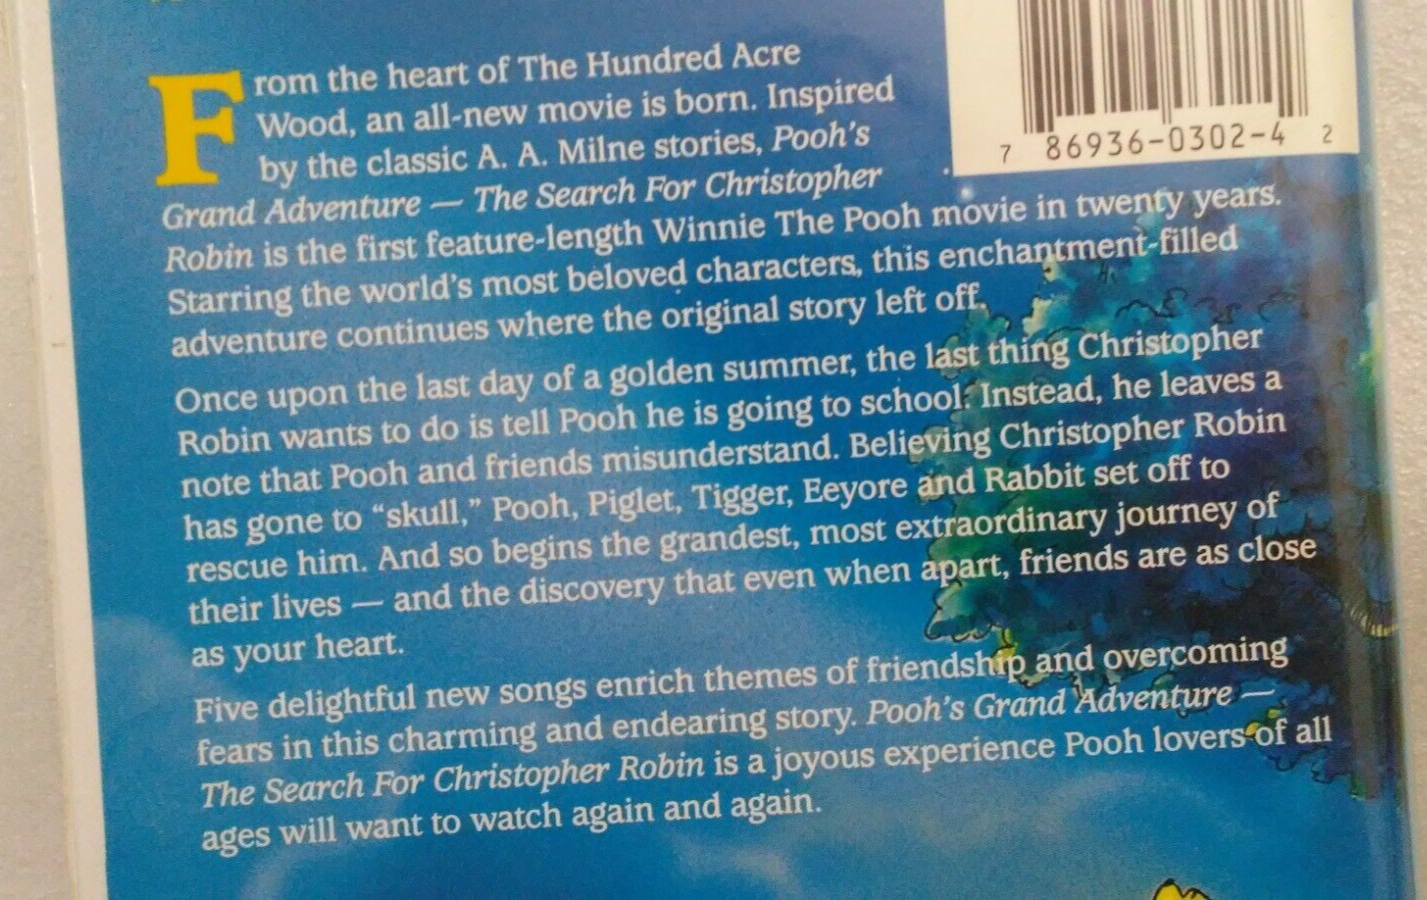 From the heart of The Hundred Acre
Wood, an all-new movie is born. Inspired
by the classic A. A. Milne stories, Pooh's
Grand Adventure — The Search For Christopher
Robin is the first feature-length Winnie The Pooh movie in twenty years.
Starring the world's most beloved characters, this enchantment-filled
adventure continues where the original story left off.
Once upon the last day of a golden summer, the last thing Christopher
Robin wants to do is tell Pooh he is going to school. Instead, he leaves a
note that Pooh and friends misunderstand. Believing Christopher Robin
has gone to “skull,” Pooh, Piglet, Tigger, Eeyore and Rabbit set off to
rescue him. And so begins the grandest, most extraordinary journey of
their lives — and the discovery that even when apart, friends are as close
as your heart.
Five delightful new songs enrich themes of friendship and overcoming
fears in this charming and endearing story. Pooh's Grand Adventure —
The Search For Christopher Robin is a joyous experience Pooh lovers of all
ages will want to watch again and again.
7 86936-0302-4 2